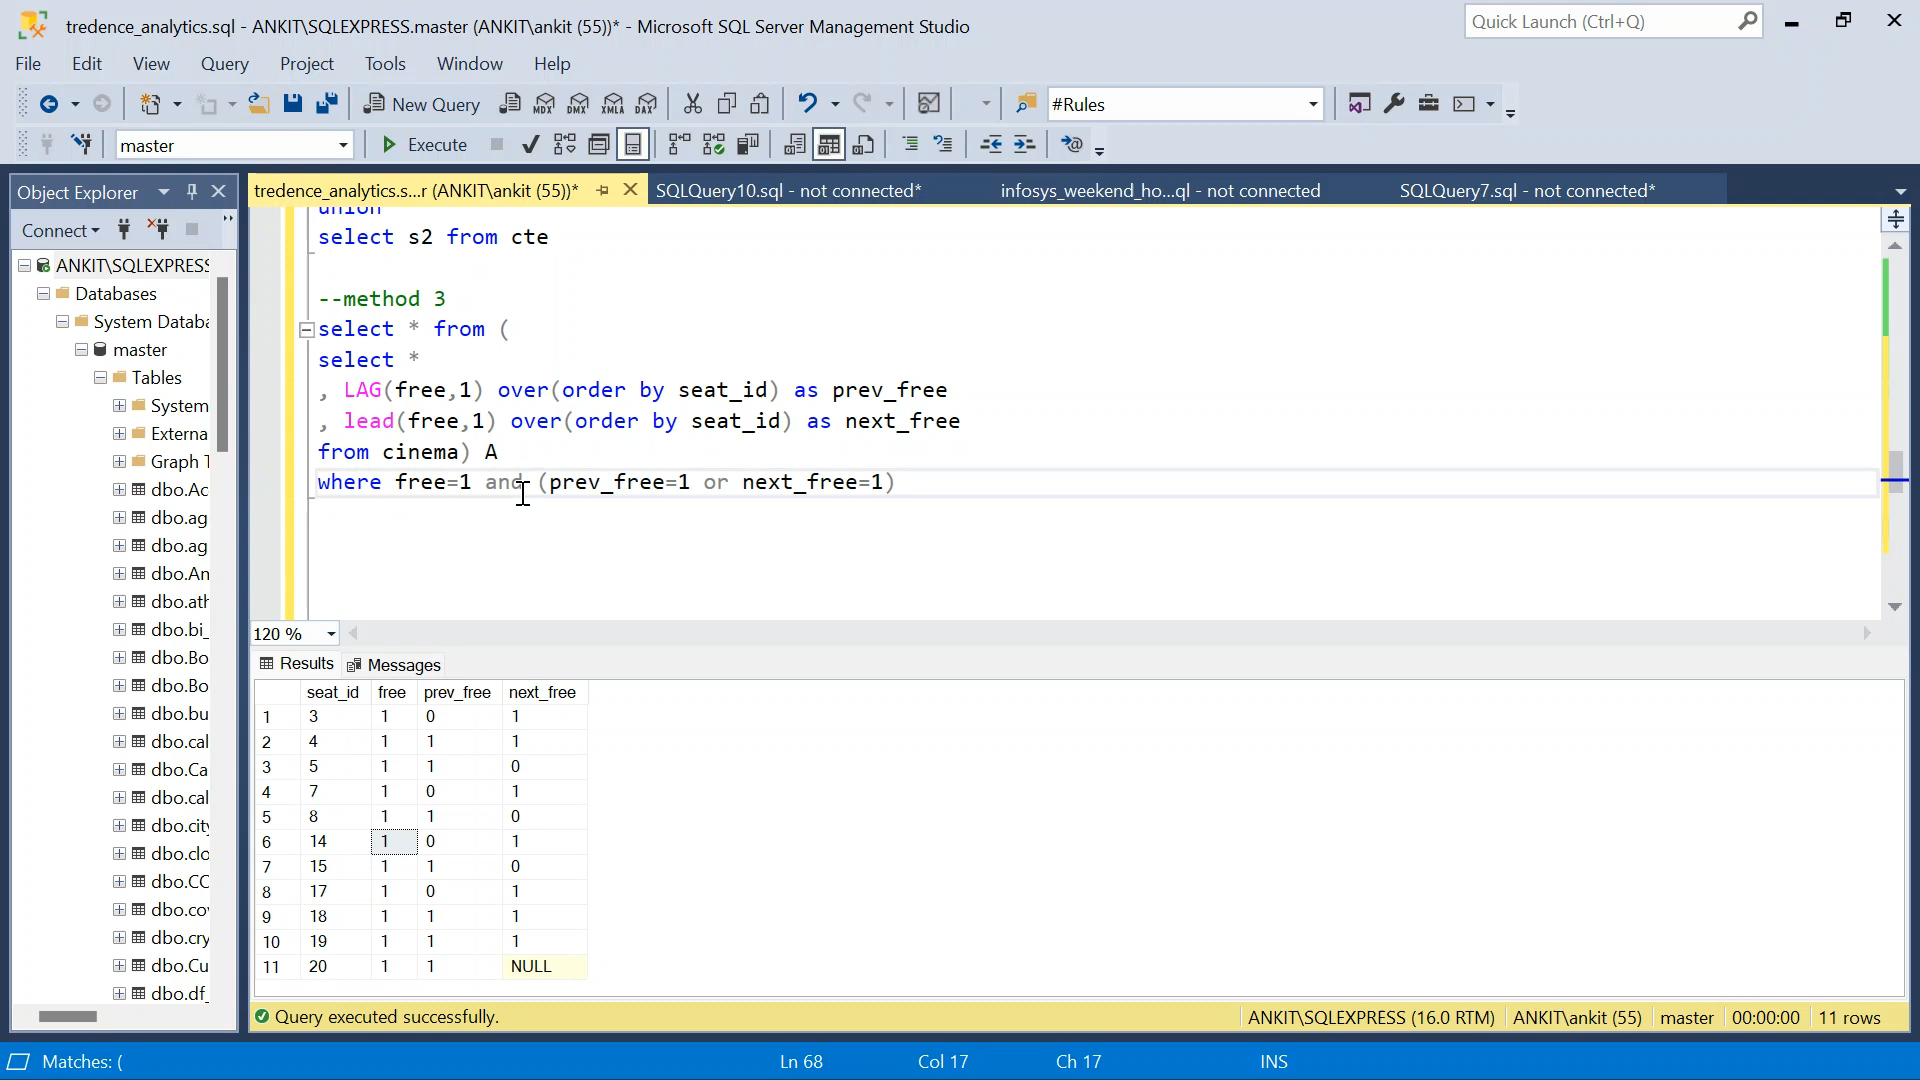 tredence_analytics.sql - ANKIT\SQLEXPRESS.master (ANKIT\ankit (55))* - Microsoft SQL Server Management Studio
Quick Launch (Ctrl+Q)
File Edit View Query Project Tools Window Help
New Query MDX DMX XMLA DAX #Rules
master Execute
Object Explorer
tredence_analytics.s...r (ANKIT\ankit (55))* SQLQuery10.sql - not connected* infosys_weekend_ho...ql - not connected SQLQuery7.sql - not connected*
Connect
ANKIT\SQLEXPRESS
Databases
System Databa
master
Tables
System
Externa
Graph T
dbo.Ac
dbo.ag
dbo.ag
dbo.An
dbo.ath
dbo.bi_
dbo.Bo
dbo.Bo
dbo.bu
dbo.cal
dbo.Ca
dbo.cal
dbo.city
dbo.clo
dbo.CC
dbo.cov
dbo.cry
dbo.Cu
dbo.df_
union
select s2 from cte
--method 3
select * from (
select *
, LAG(free,1) over(order by seat_id) as prev_free
, lead(free,1) over(order by seat_id) as next_free
from cinema) A
where free=1 and (prev_free=1 or next_free=1)
120 %
Results Messages
seat_id free prev_free next_free
1 3 1 0 1
2 4 1 1 1
3 5 1 1 0
4 7 1 0 1
5 8 1 1 0
6 14 1 0 1
7 15 1 1 0
8 17 1 0 1
9 18 1 1 1
10 19 1 1 1
11 20 1 1 NULL
Query executed successfully. ANKIT\SQLEXPRESS (16.0 RTM) ANKIT\ankit (55) master 00:00:00 11 rows
Matches: ( Ln 68 Col 17 Ch 17 INS